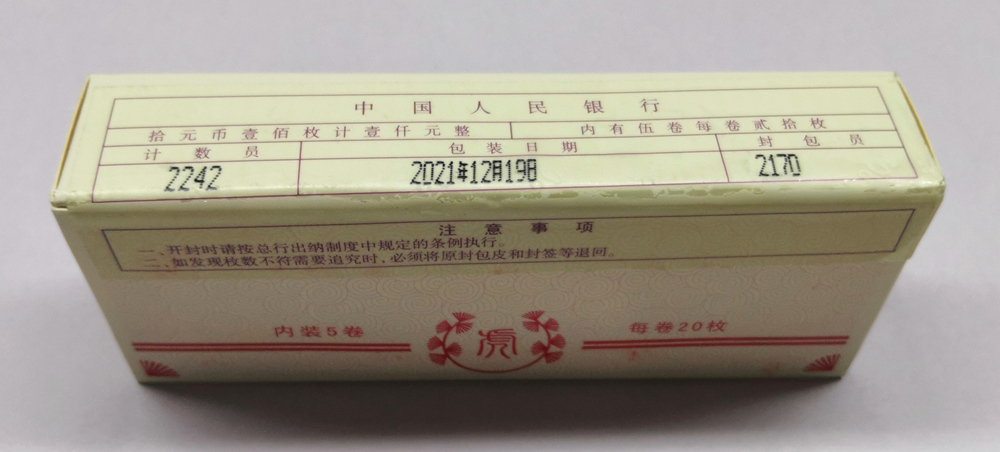 中国人民银行
拾元币壹佰枚计壹仟元整 内有伍卷每卷贰拾枚
计数员 包装日期 封包员
2242 2021年12月19日 2170
注意事项
一、开封时请按总行出纳制度中规定的条例执行。
二、如发现枚数不符需要追究时，必须将原封包皮和封签等退回。
内装5卷 虎 每卷20枚